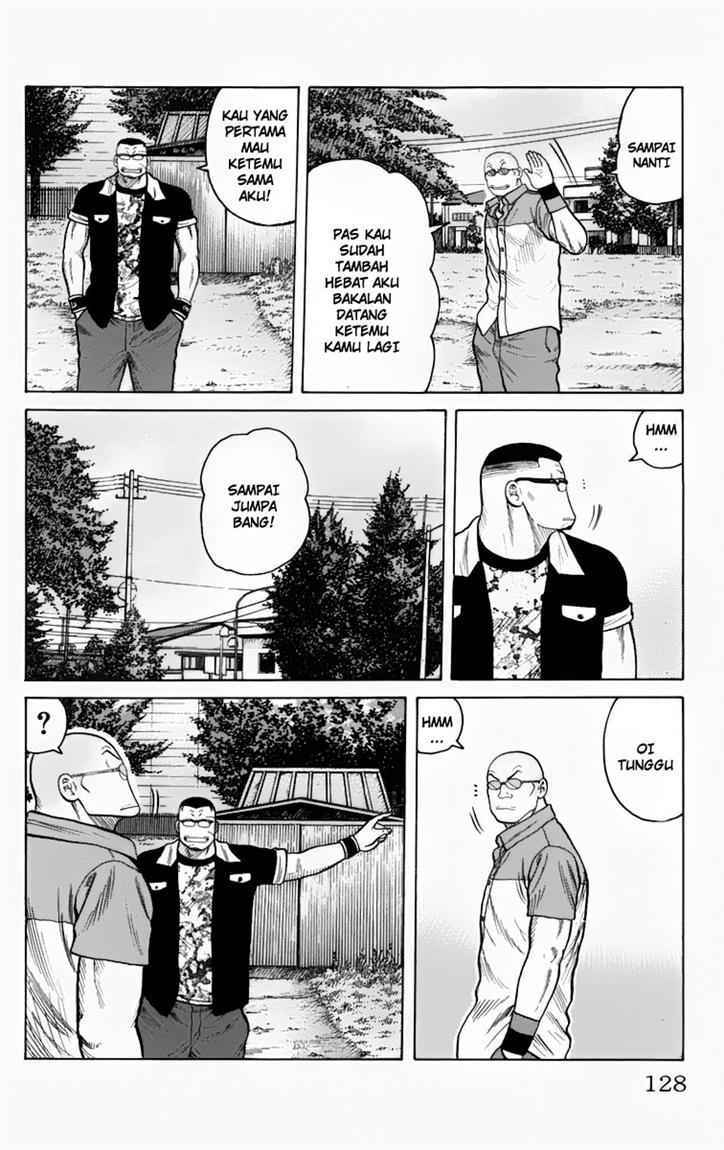 SAMPAI
NANTI
PAS KAU
SUDAH
TAMBAH
HEBAT AKU
BAKALAN
DATANG
KETEMU
KAMU LAGI
KAU YANG
PERTAMA
MAU
KETEMU
SAMA
AKU!
HMM
...
SAMPAI
JUMPA
BANG!
OI
TUNGGU
HMM
...
?
128